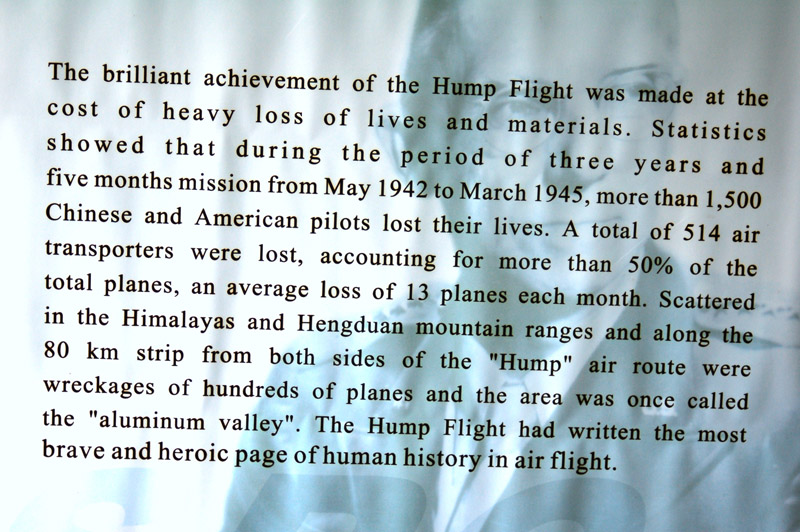 The brilliant achievement of the Hump Flight was made at the
cost of heavy loss of lives and materials. Statistics
showed that during the period of three years and
five months mission from May 1942 to March 1945, more than 1,500
Chinese and American pilots lost their lives. A total of 514 air
transporters were lost, accounting for more than 50% of the
total planes, an average loss of 13 planes each month. Scattered
in the Himalayas and Hengduan mountain ranges and along the
80 km strip from both sides of the "Hump" air route were
wreckages of hundreds of planes and the area was once called
the "aluminum valley". The Hump Flight had written the most
brave and heroic page of human history in air flight.